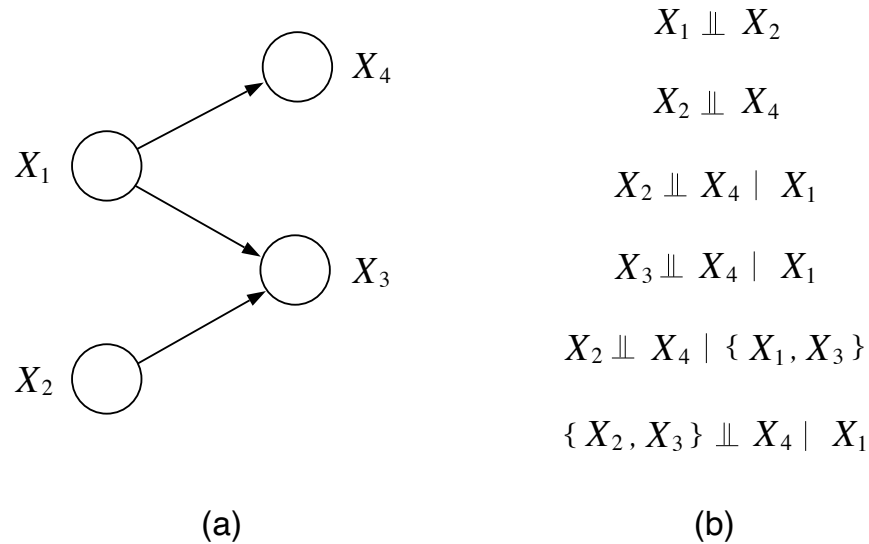 X₄
X₁
X₃
X₂
(a)
X₁ ⫫ X₂
X₂ ⫫ X₄
X₂ ⫫ X₄ | X₁
X₃ ⫫ X₄ | X₁
X₂ ⫫ X₄ | { X₁ , X₃ }
{ X₂ , X₃ } ⫫ X₄ | X₁
(b)